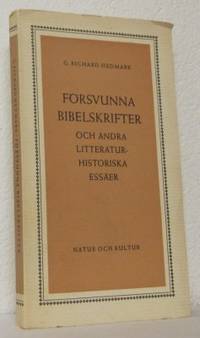 G. RICHARD HEDMARK
FÖRSVUNNA
BIBELSKRIFTER
OCH ANDRA
LITTERATUR-
HISTORISKA
ESSÄER
NATUR OCH KULTUR